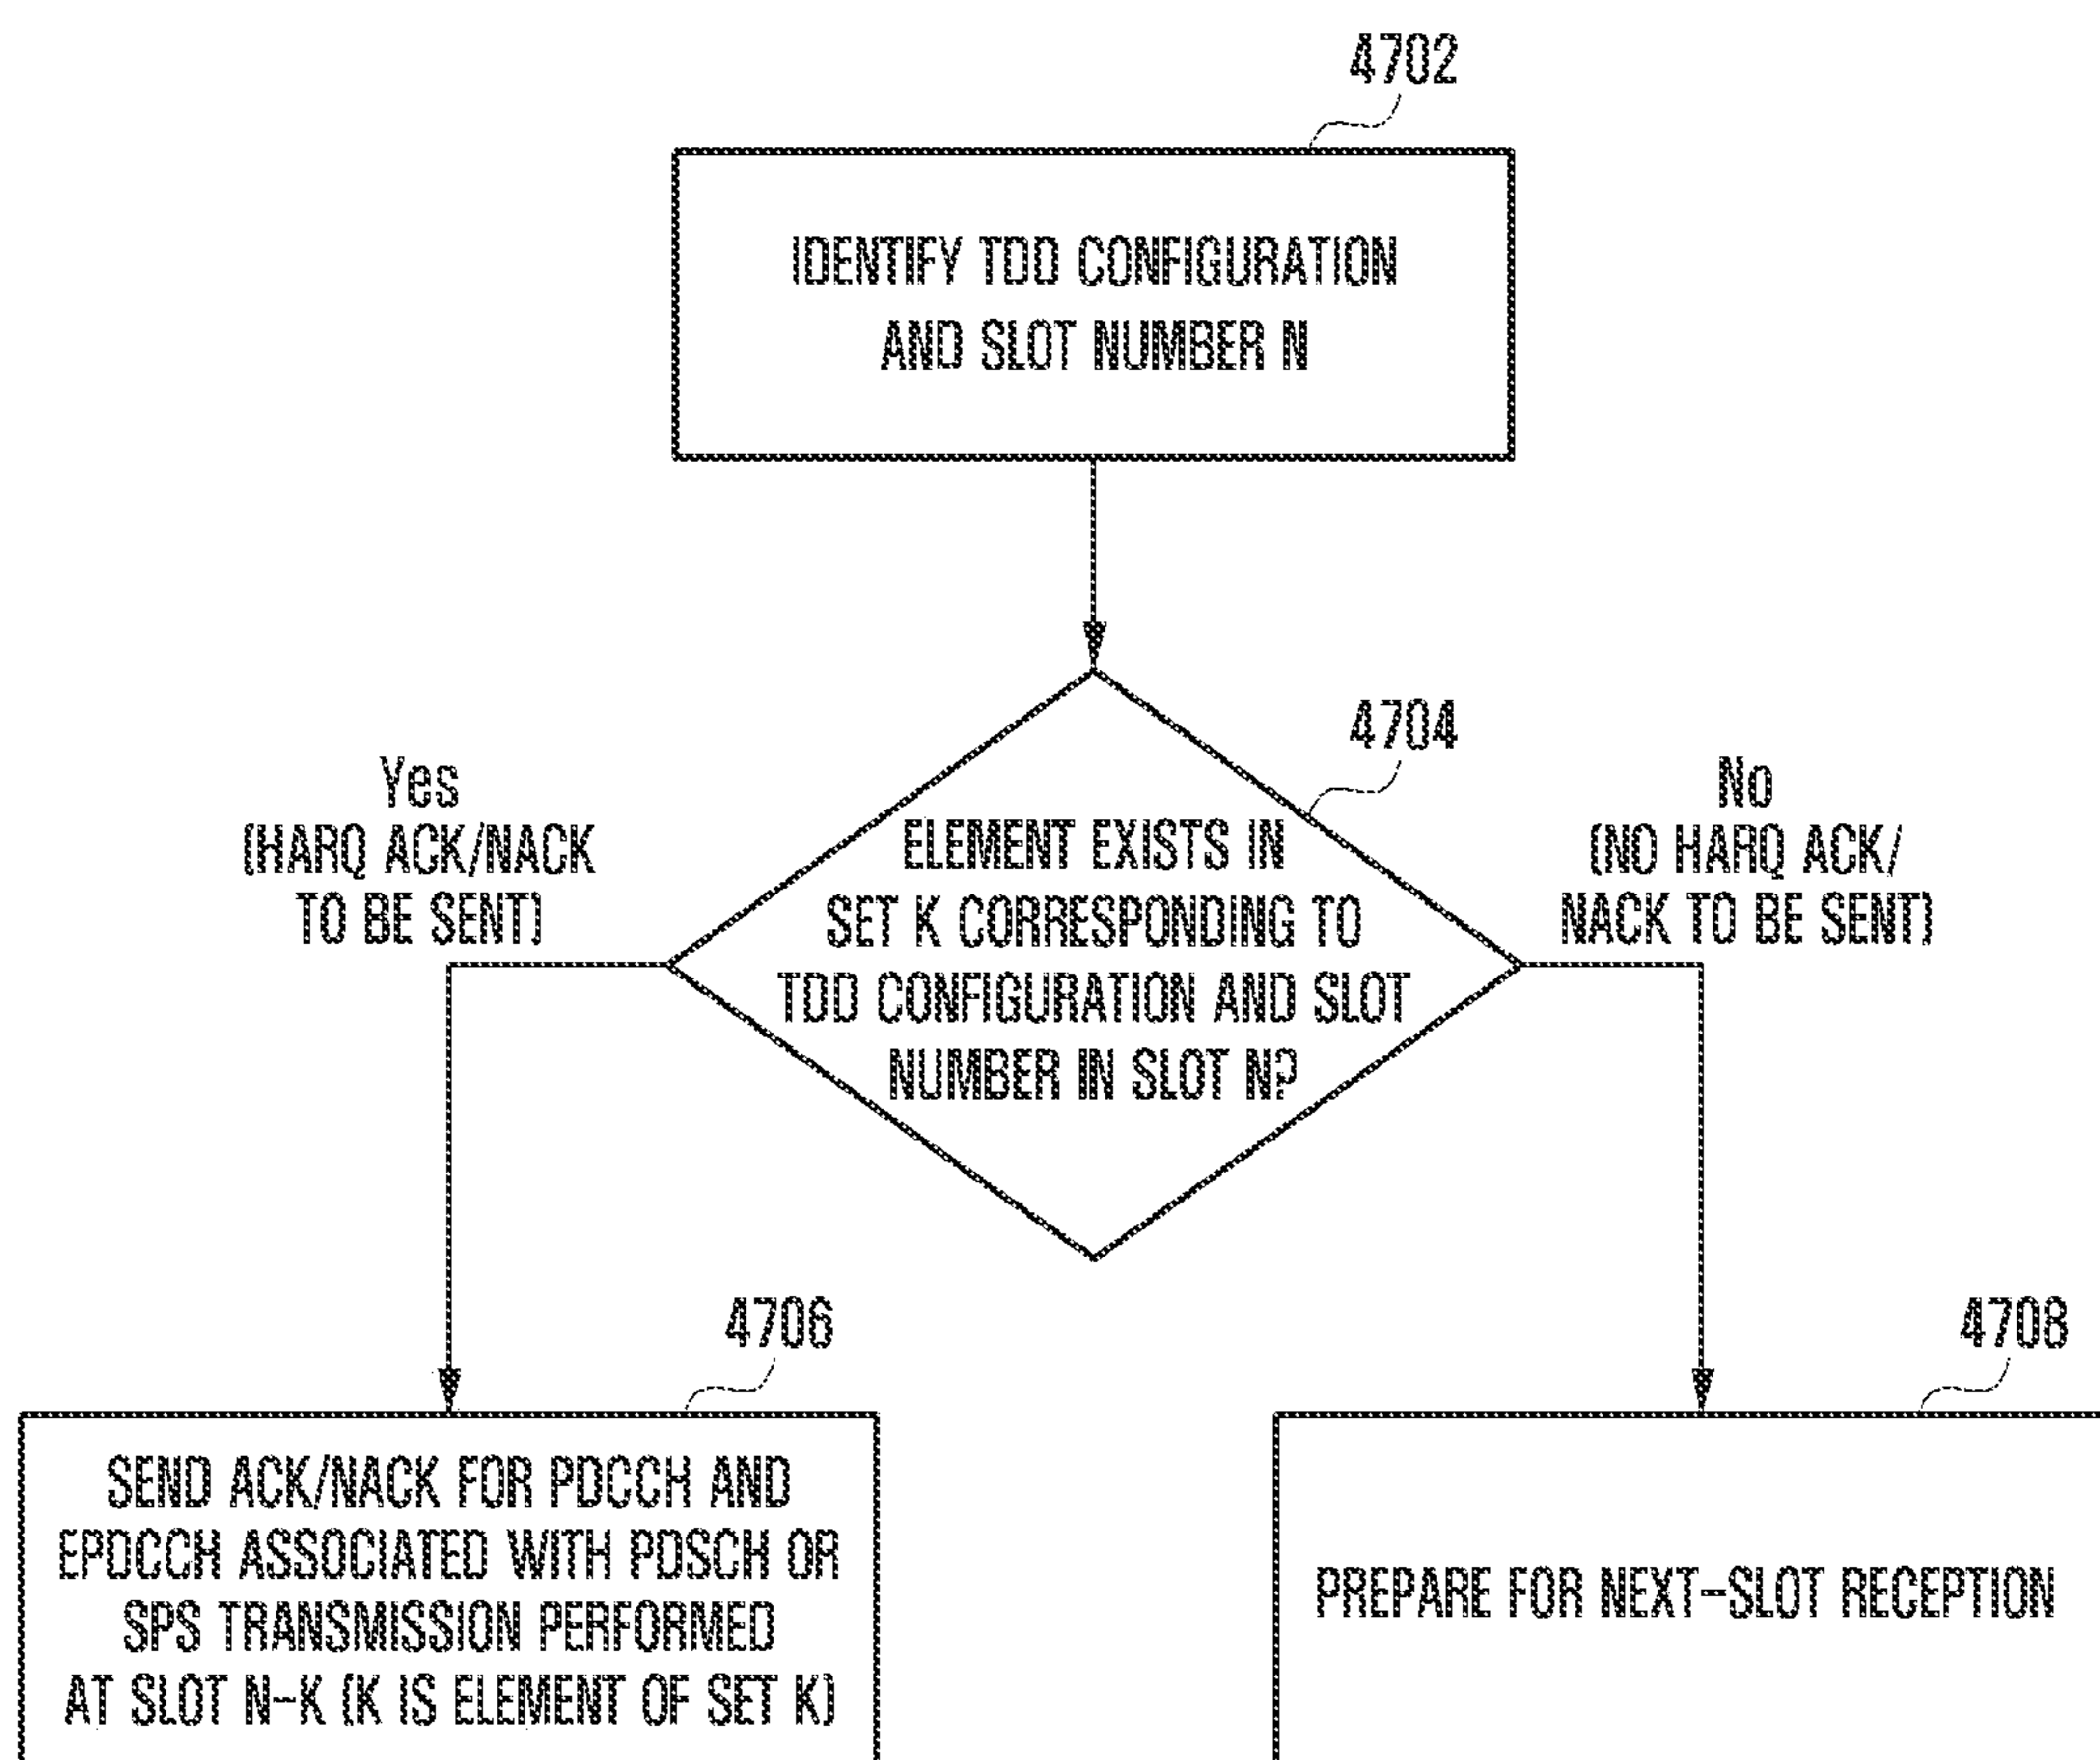 4702
IDENTIFY TDD CONFIGURATION
AND SLOT NUMBER N
4704
Yes
(HARQ ACK/NACK
TO BE SENT)
No
(NO HARQ ACK/
NACK TO BE SENT)
ELEMENT EXISTS IN
SET K CORRESPONDING TO
TDD CONFIGURATION AND SLOT
NUMBER IN SLOT N?
4706
4708
SEND ACK/NACK FOR PDCCH AND
EPDCCH ASSOCIATED WITH PDSCH OR
SPS TRANSMISSION PERFORMED
AT SLOT N-K (K IS ELEMENT OF SET K)
PREPARE FOR NEXT-SLOT RECEPTION